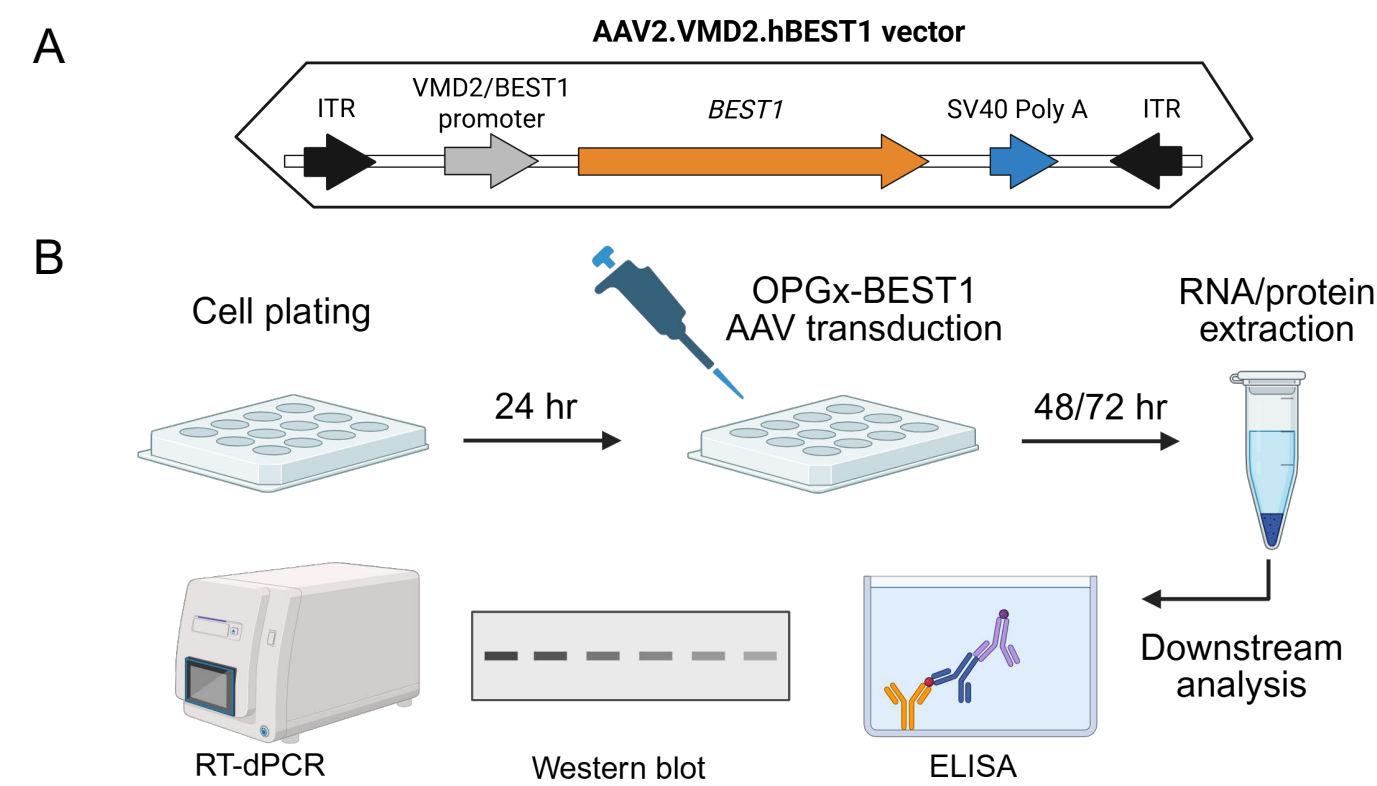 A
AAV2.VMD2.hBEST1 vector
ITR
VMD2/BEST1
promoter
BEST1
SV40 Poly A
ITR
B
Cell plating
24 hr
OPGx-BEST1
AAV transduction
48/72 hr
RNA/protein
extraction
Downstream
analysis
RT-dPCR
Western blot
ELISA